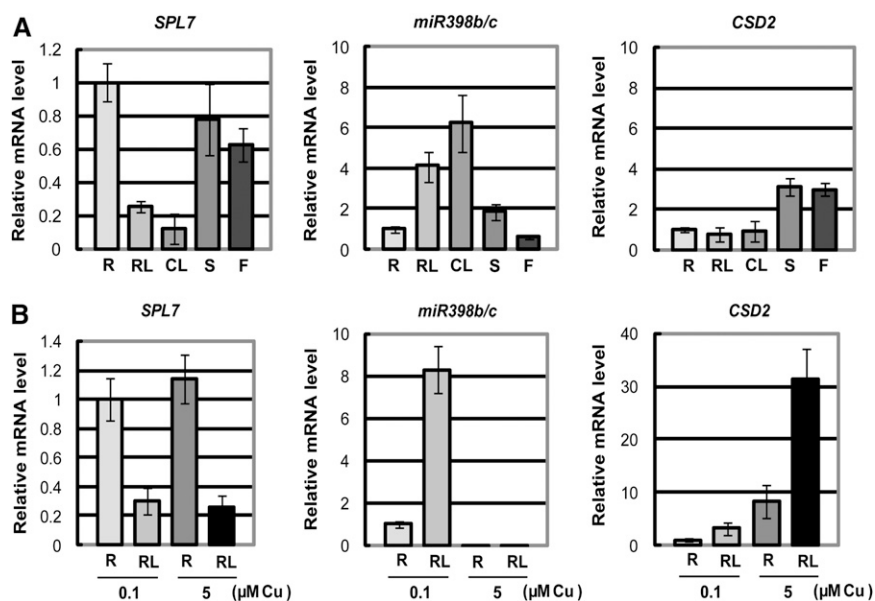 A
SPL7
miR398b/c
CSD2
Relative mRNA level
1.2
1
0.8
0.6
0.4
0.2
0
R RL CL S F
Relative mRNA level
10
8
6
4
2
0
R RL CL S F
Relative mRNA level
10
8
6
4
2
0
R RL CL S F
B
SPL7
miR398b/c
CSD2
Relative mRNA level
1.4
1.2
1
0.8
0.6
0.4
0.2
0
R RL R RL
0.1 5 (µM Cu)
Relative mRNA level
10
8
6
4
2
0
R RL R RL
0.1 5 (µM Cu)
Relative mRNA level
40
30
20
10
0
R RL R RL
0.1 5 (µM Cu)